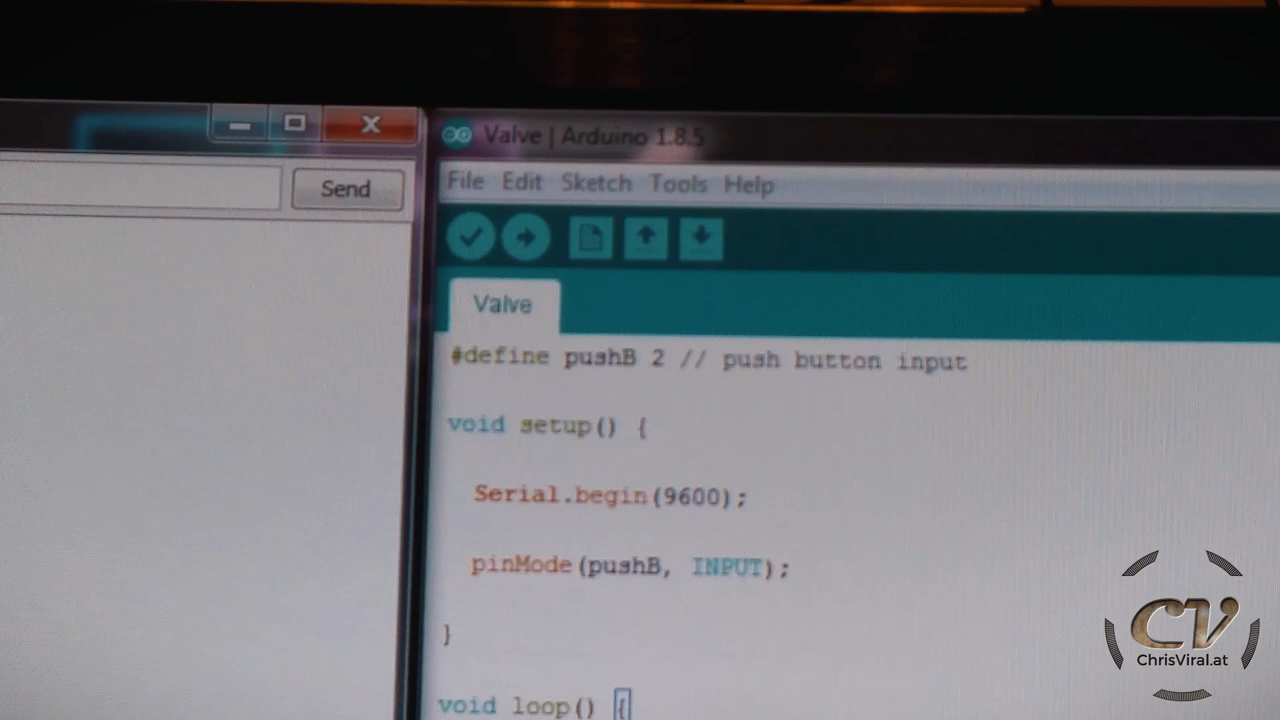 Send
Valve | Arduino 1.8.5
File Edit Sketch Tools Help
Valve
#define pushB 2 // push button input
void setup() {
Serial.begin(9600);
pinMode(pushB, INPUT);
}
void loop() {
CV
ChrisViral.at